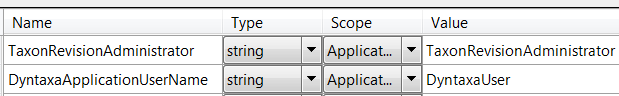 Name Type Scope Value
TaxonRevisionAdministrator string Applicat... TaxonRevisionAdministrator
DyntaxaApplicationUserName string Applicat... DyntaxaUser